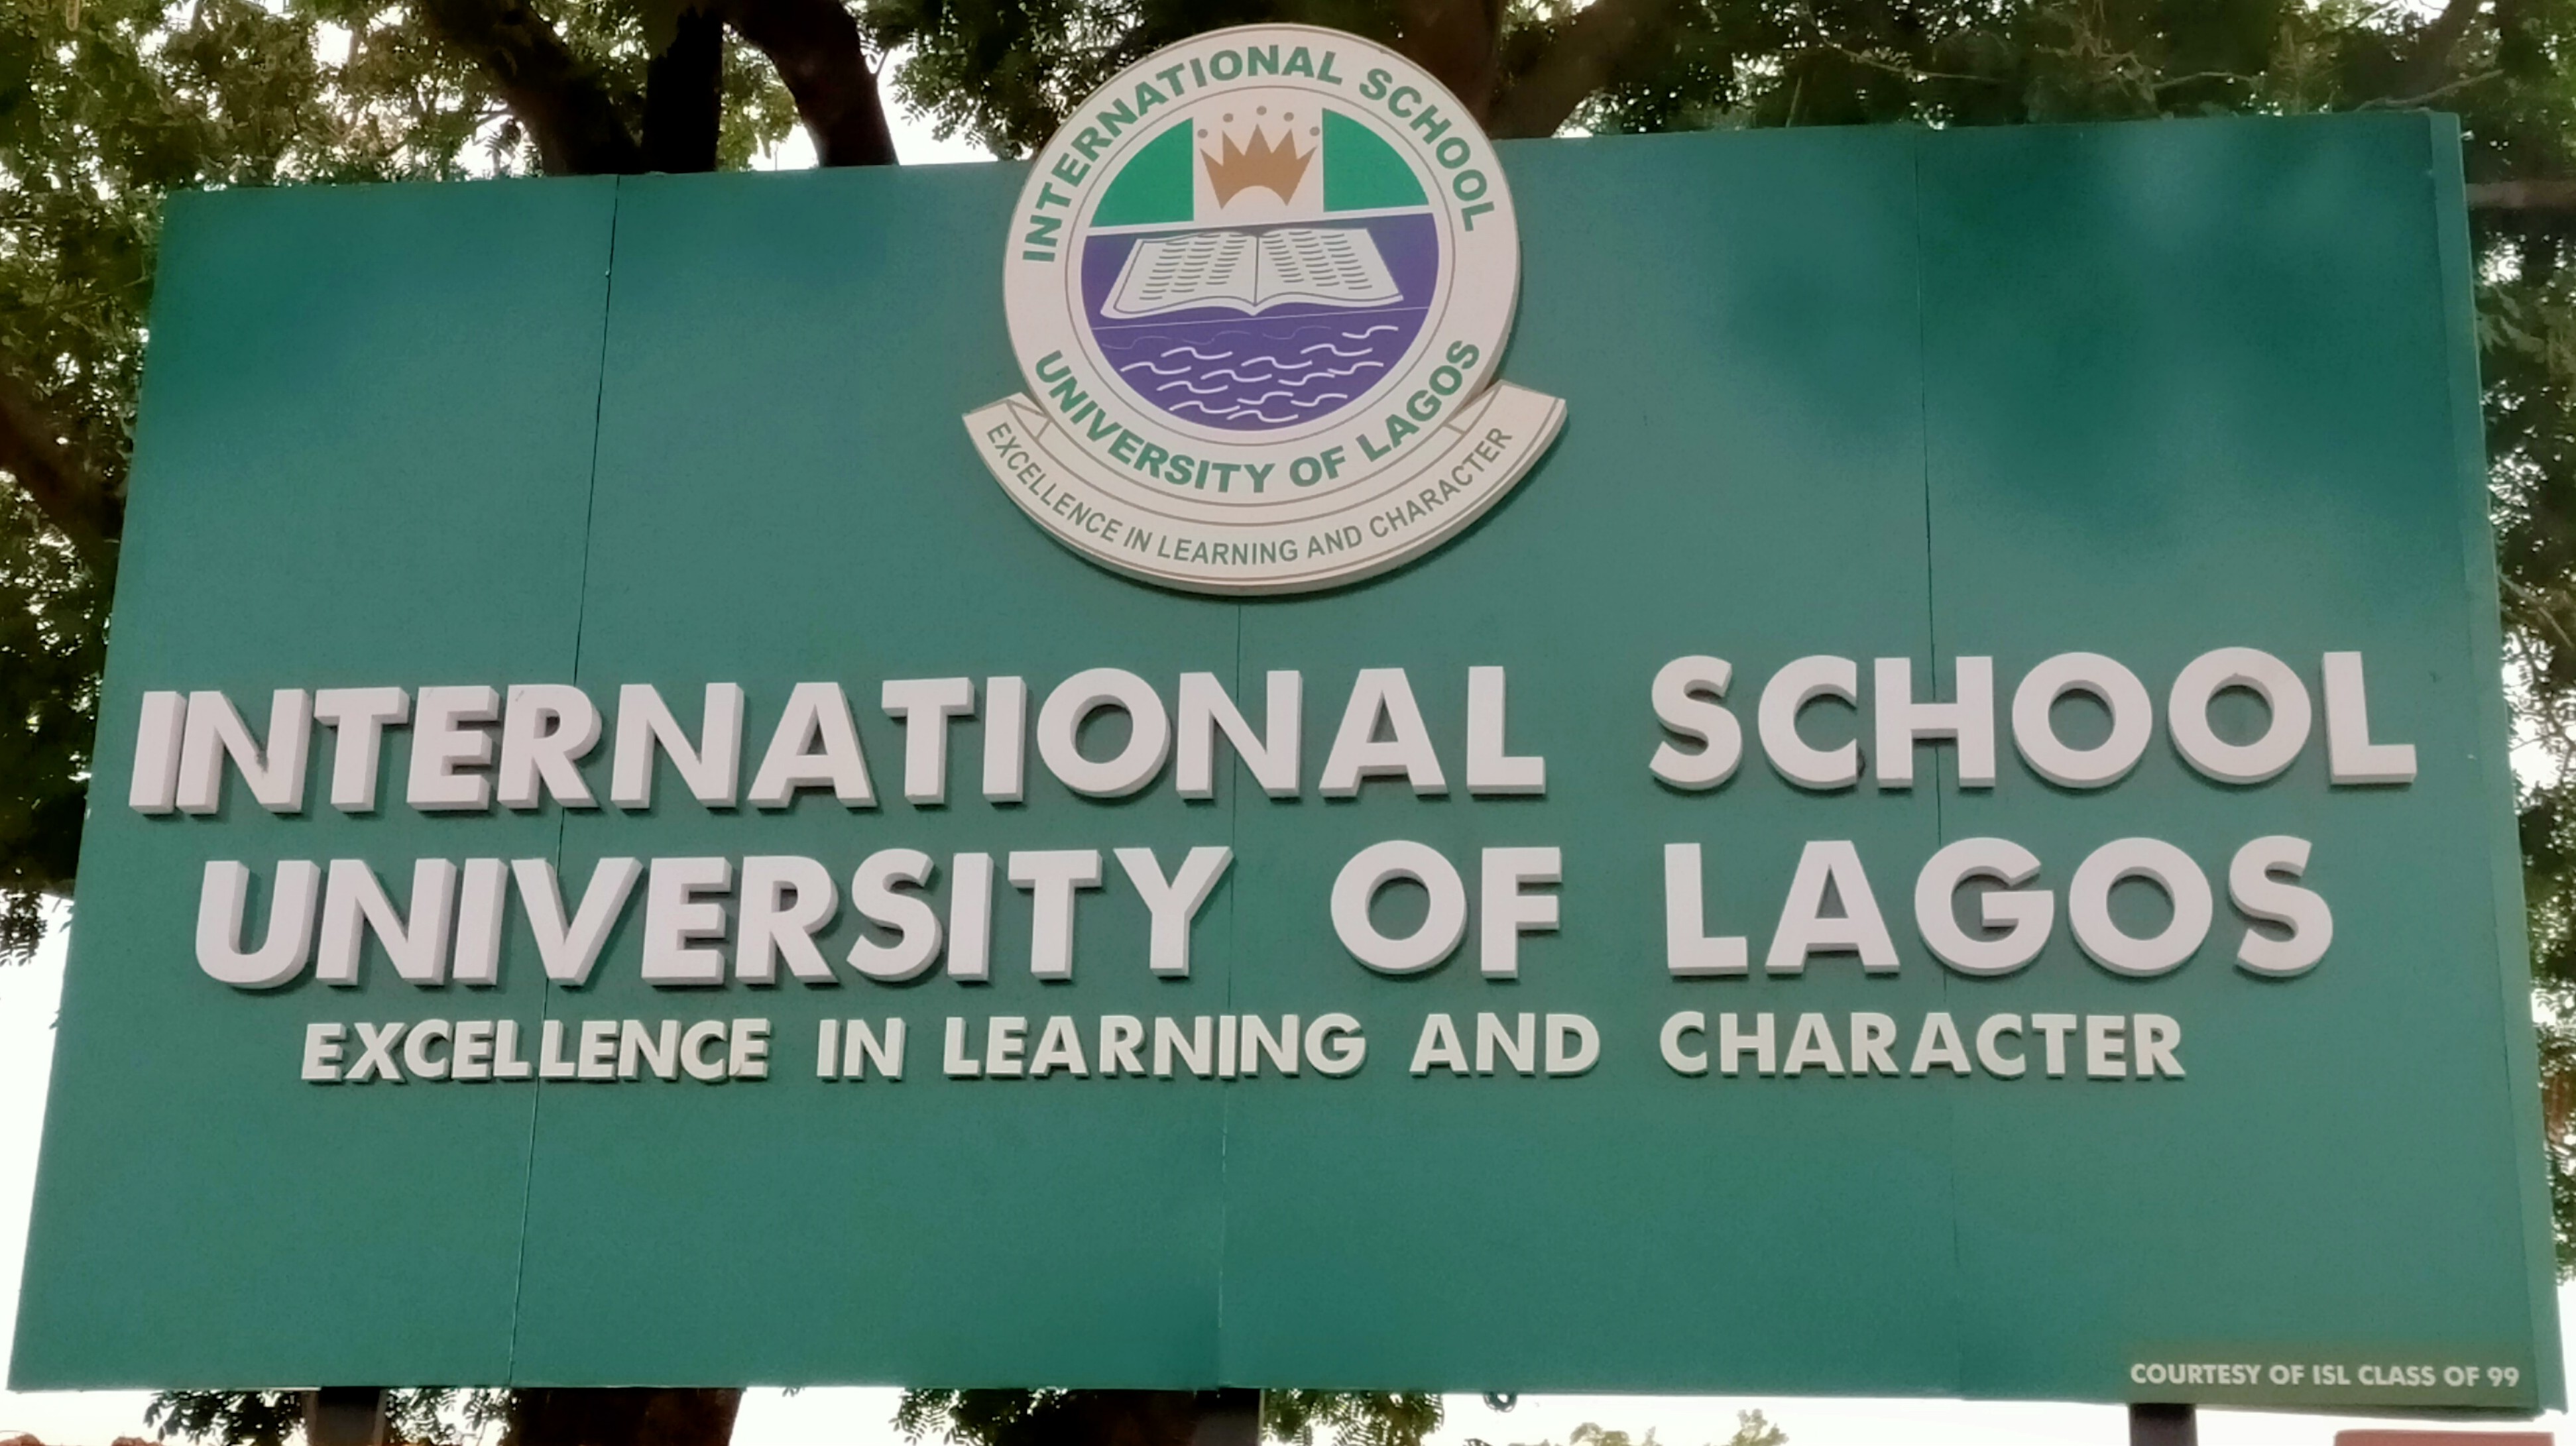 INTERNATIONAL SCHOOL
UNIVERSITY OF LAGOS
EXCELLENCE IN LEARNING AND CHARACTER
INTERNATIONAL SCHOOL
UNIVERSITY OF LAGOS
EXCELLENCE IN LEARNING AND CHARACTER
COURTESY OF ISL CLASS OF 99